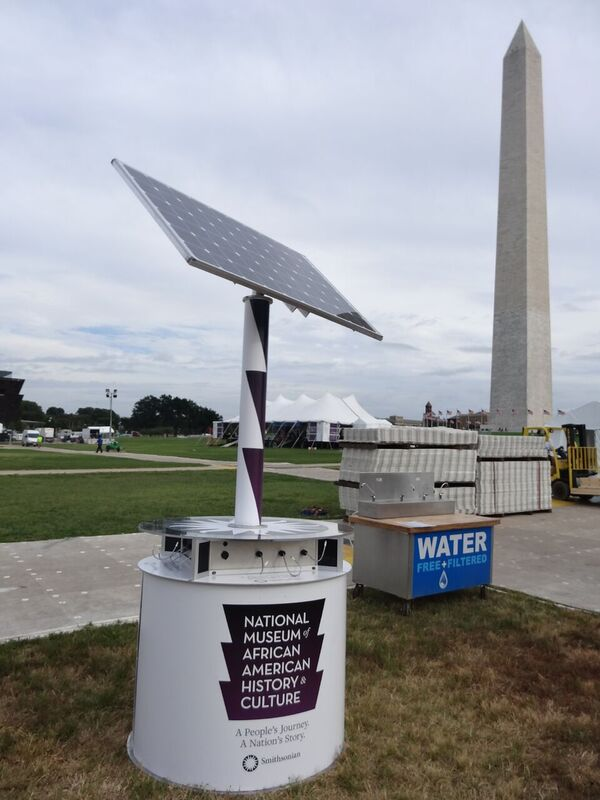 NATIONAL
MUSEUM of
AFRICAN
AMERICAN
HISTORY &
CULTURE
A People's Journey.
A Nation's Story.
Smithsonian
WATER
FREE + FILTERED